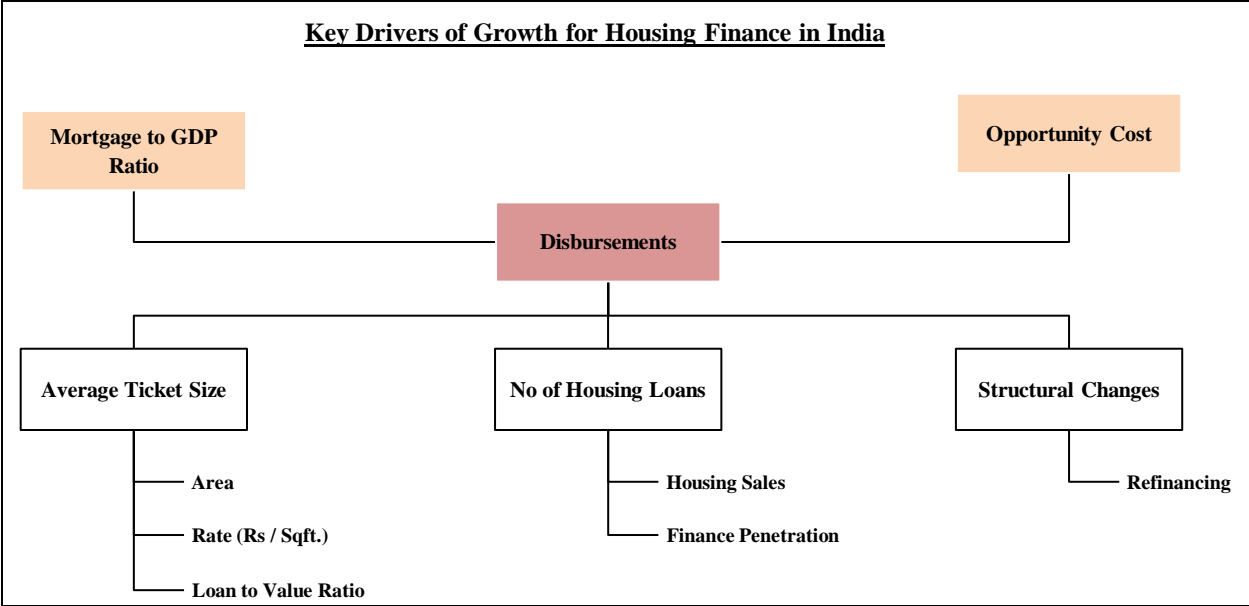 Key Drivers of Growth for Housing Finance in India
Mortgage to GDP
Ratio
Opportunity Cost
Disbursements
Average Ticket Size
No of Housing Loans
Structural Changes
Area
Rate (Rs / Sqft.)
Loan to Value Ratio
Housing Sales
Finance Penetration
Refinancing